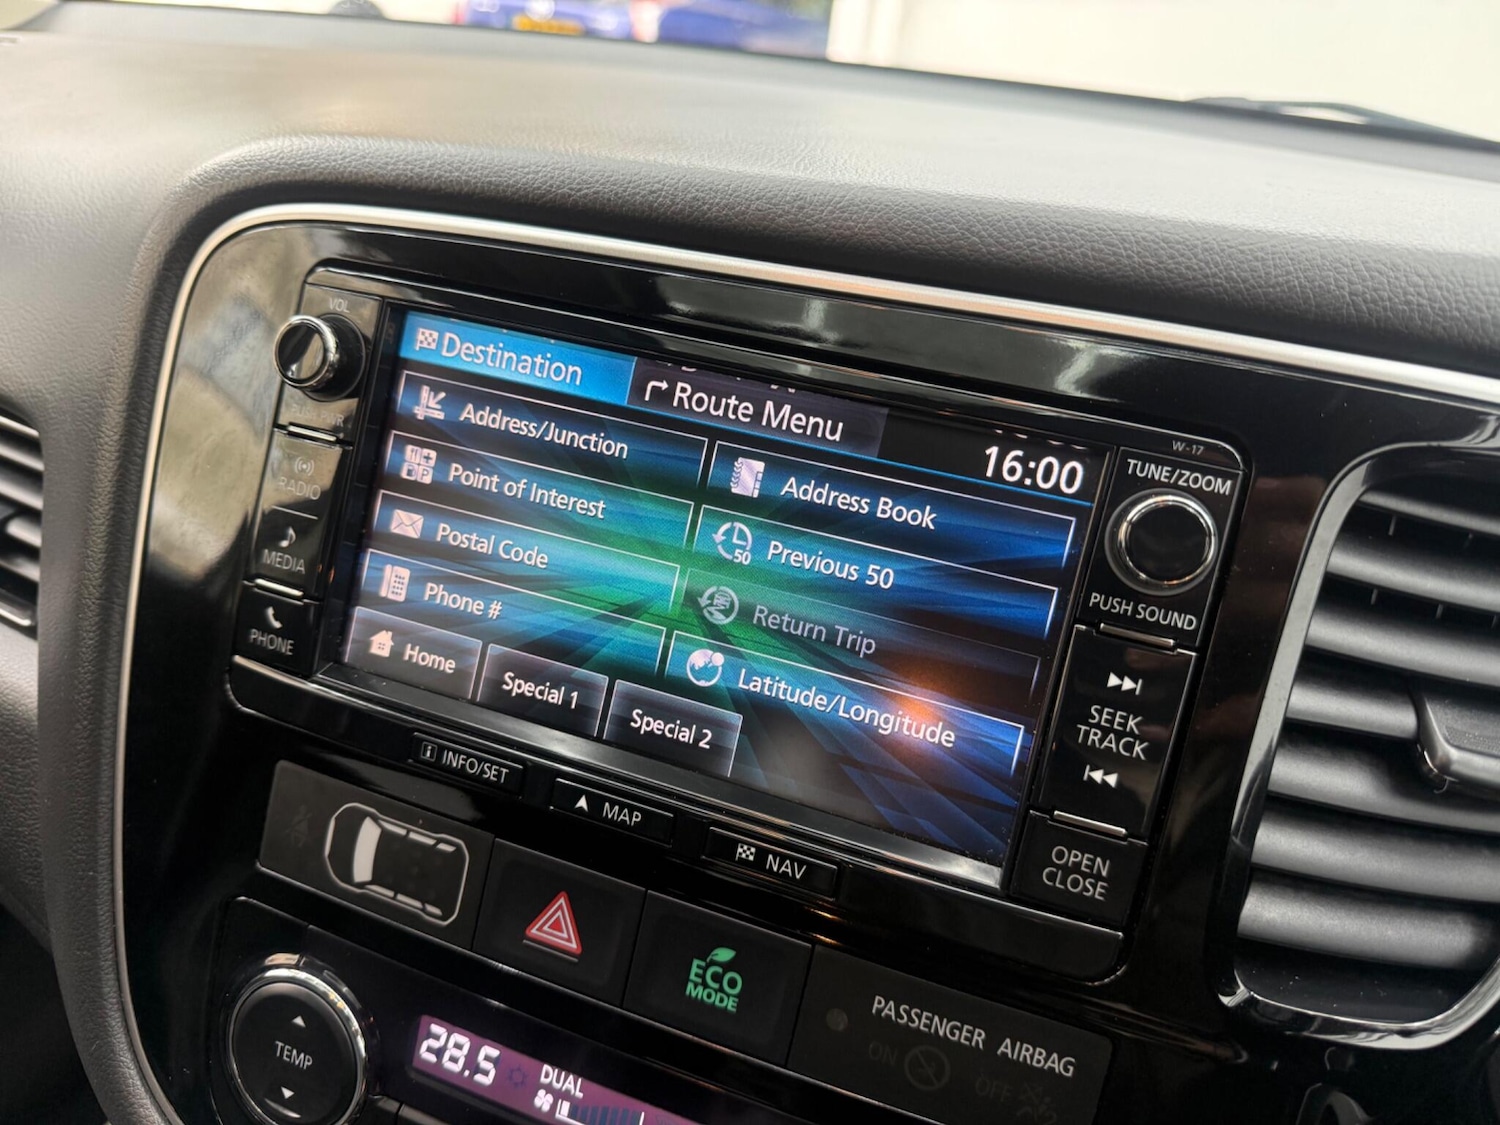 VOL
Destination
Route Menu
16:00
Address/Junction
Address Book
Point of Interest
50
Previous 50
Postal Code
Return Trip
Phone #
Latitude/Longitude
Home
Special 1
Special 2
PUSH PWR
RADIO
MEDIA
PHONE
W-17
TUNE/ZOOM
PUSH SOUND
SEEK
TRACK
OPEN
CLOSE
i INFO/SET
MAP
NAV
ECO
MODE
PASSENGER AIRBAG
ON
OFF
TEMP
28.5
DUAL